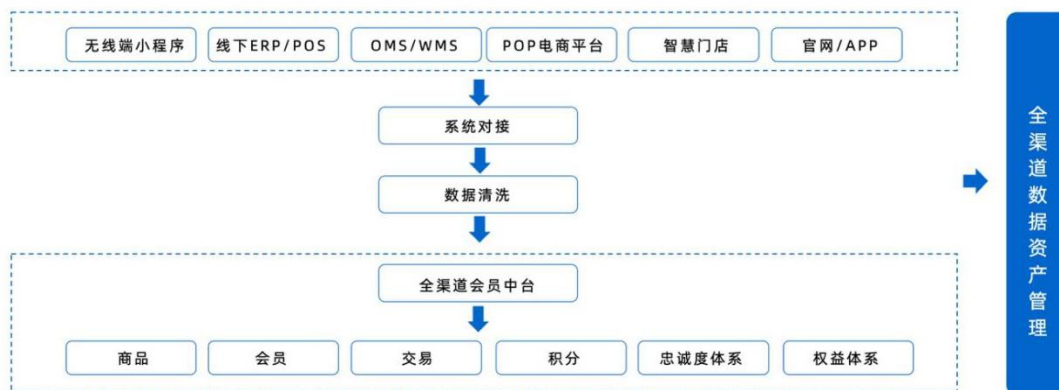 无线端小程序
线下ERP/POS
OMS/WMS
POP电商平台
智慧门店
官网/APP
系统对接
数据清洗
全渠道会员中台
商品
会员
交易
积分
忠诚度体系
权益体系
全渠道数据资产管理